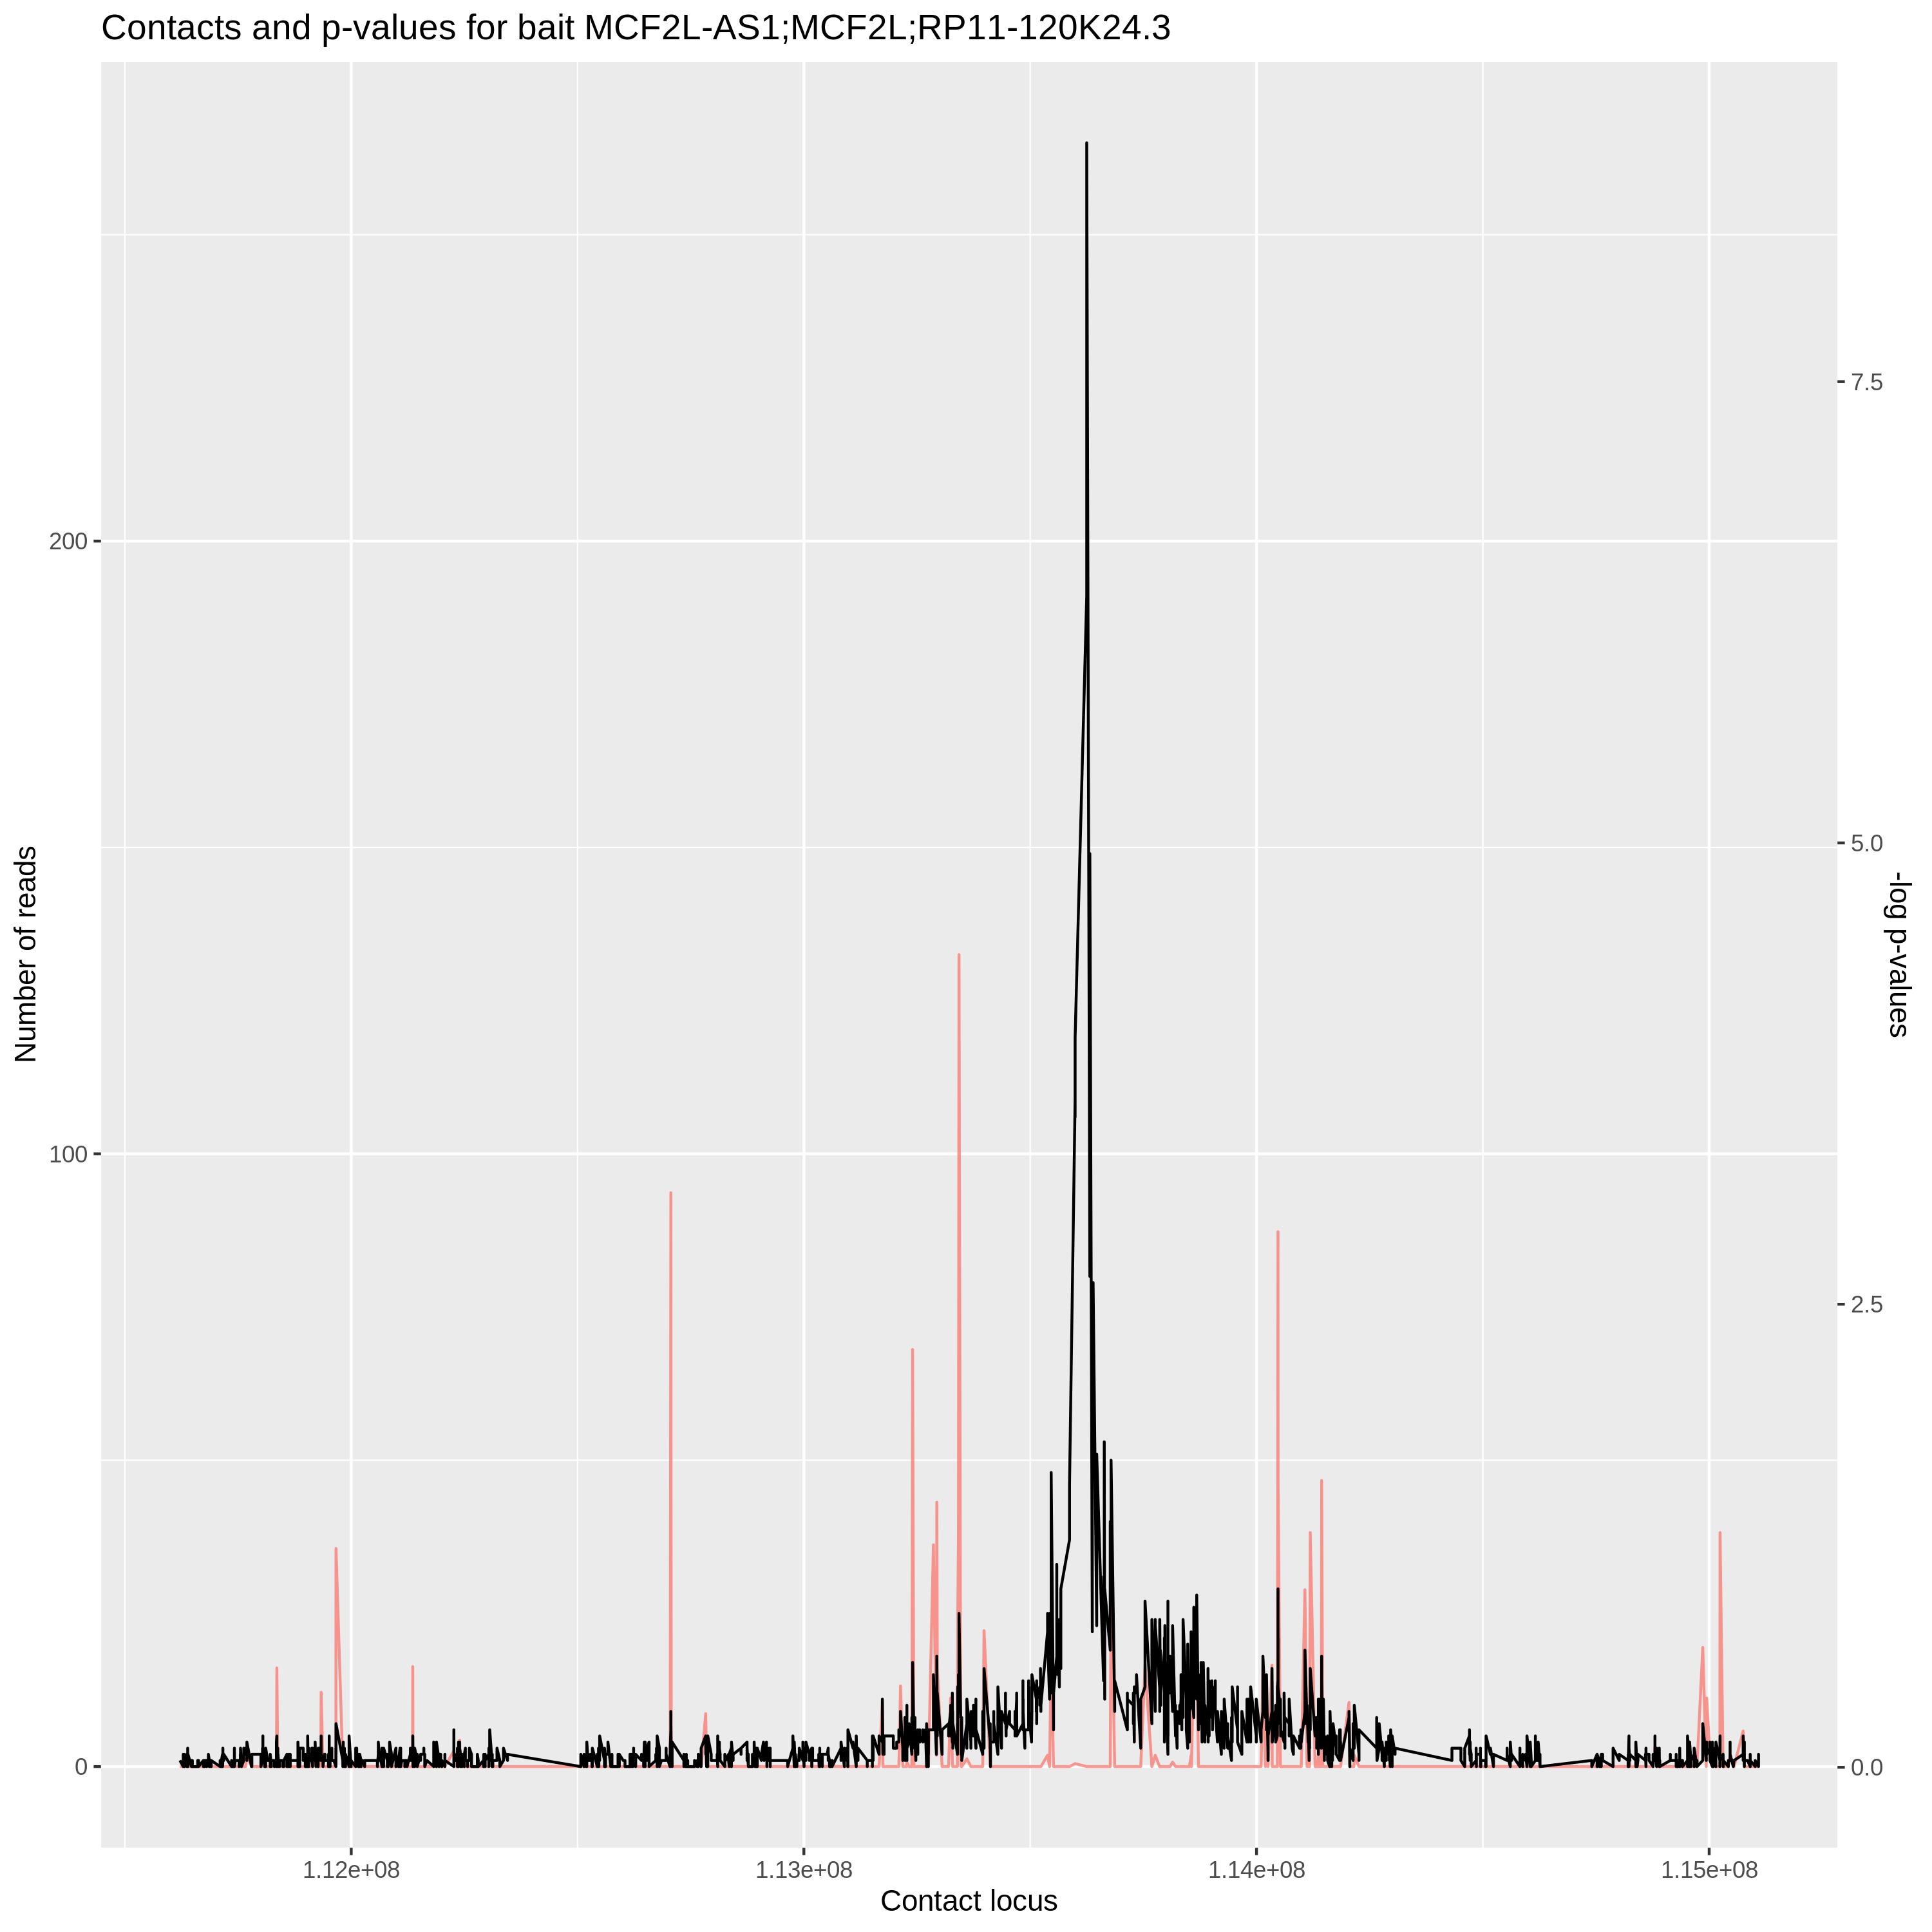 Contacts and p-values for bait MCF2L-AS1;MCF2L;RP11-120K24.3
Number of reads
200
100
0
7.5
5.0
2.5
0.0
-log p-values
1.12e+08
1.13e+08
1.14e+08
1.15e+08
Contact locus